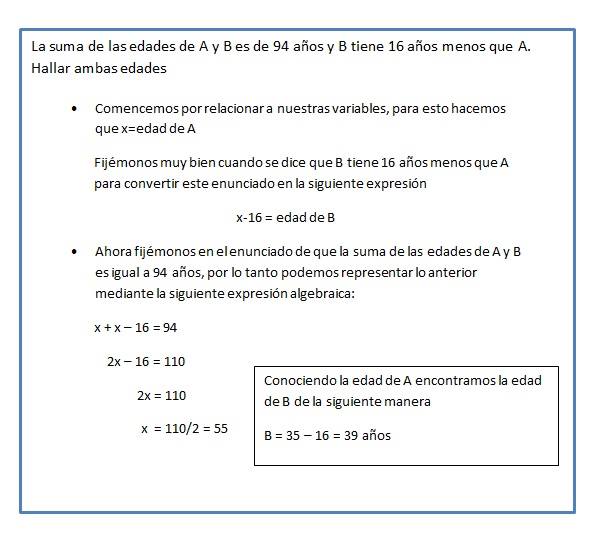 La suma de las edades de A y B es de 94 años y B tiene 16 años menos que A.
Hallar ambas edades
• Comencemos por relacionar a nuestras variables, para esto hacemos
que x=edad de A
Fijémonos muy bien cuando se dice que B tiene 16 años menos que A
para convertir este enunciado en la siguiente expresión
x-16 = edad de B
• Ahora fijémonos en el enunciado de que la suma de las edades de A y B
es igual a 94 años, por lo tanto podemos representar lo anterior
mediante la siguiente expresión algebraica:
x + x – 16 = 94
2x – 16 = 110
2x = 110
x = 110/2 = 55
Conociendo la edad de A encontramos la edad
de B de la siguiente manera
B = 35 – 16 = 39 años